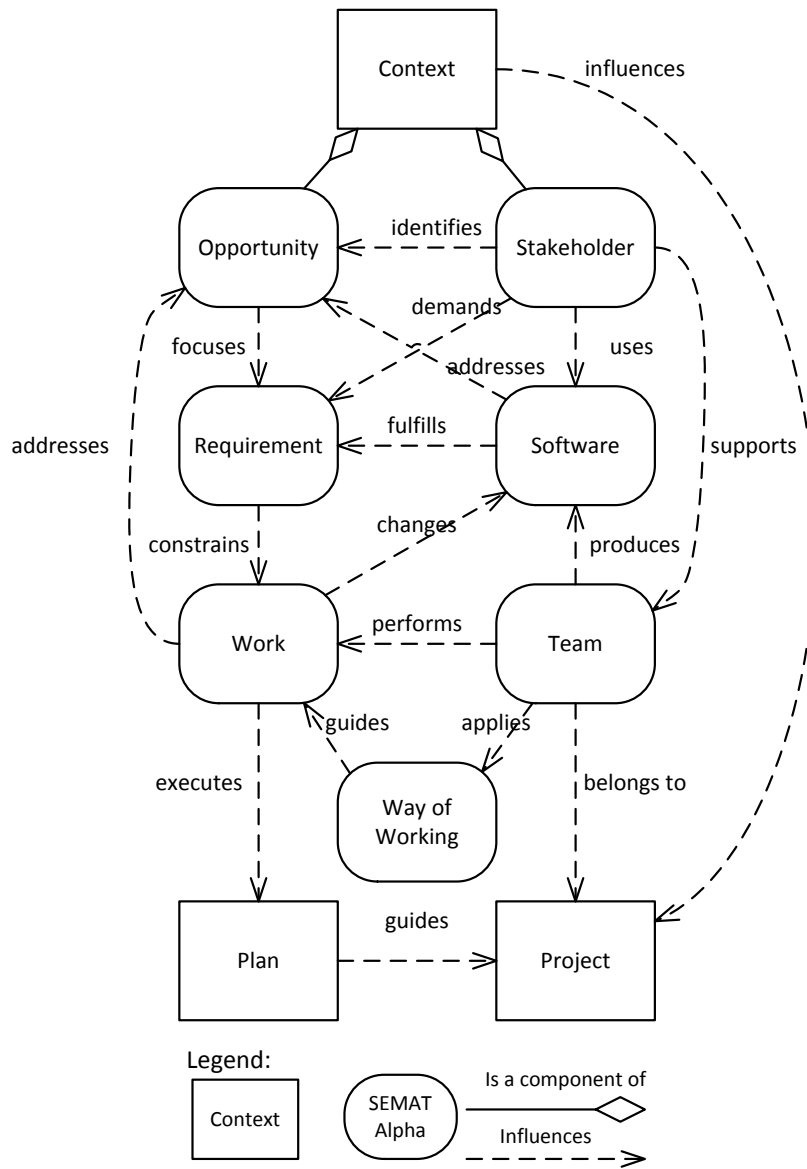 Context
influences
Opportunity
identifies
Stakeholder
demands
focuses
addresses
uses
addresses
Requirement
fulfills
Software
supports
changes
constrains
produces
Work
performs
Team
guides
applies
executes
Way of
Working
belongs to
Plan
guides
Project
Legend:
Context
SEMAT
Alpha
Is a component of
Influences